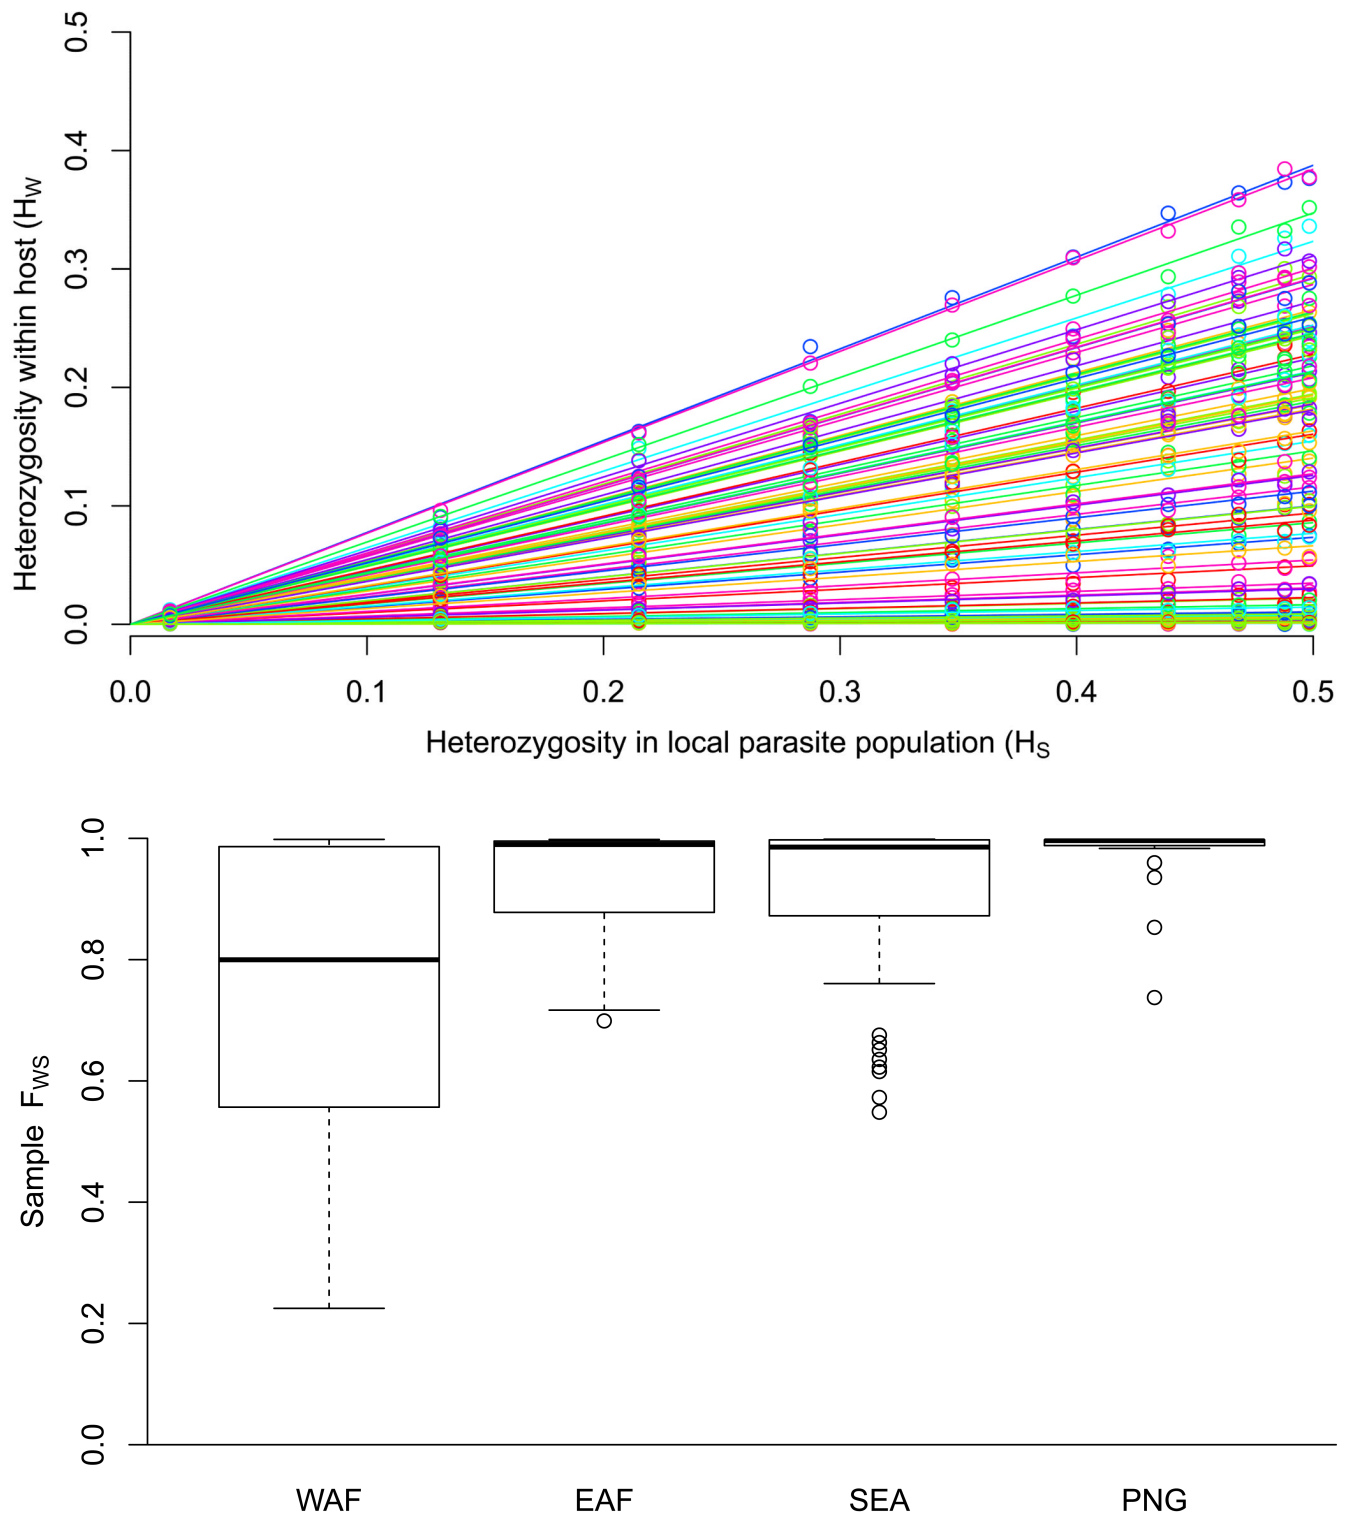 0.5
0.4
0.3
0.2
0.1
0.0
Heterozygosity within host (HW
0.0 0.1 0.2 0.3 0.4 0.5
Heterozygosity in local parasite population (HS
1.0
0.8
0.6
0.4
0.2
0.0
Sample FWS
WAF EAF SEA PNG